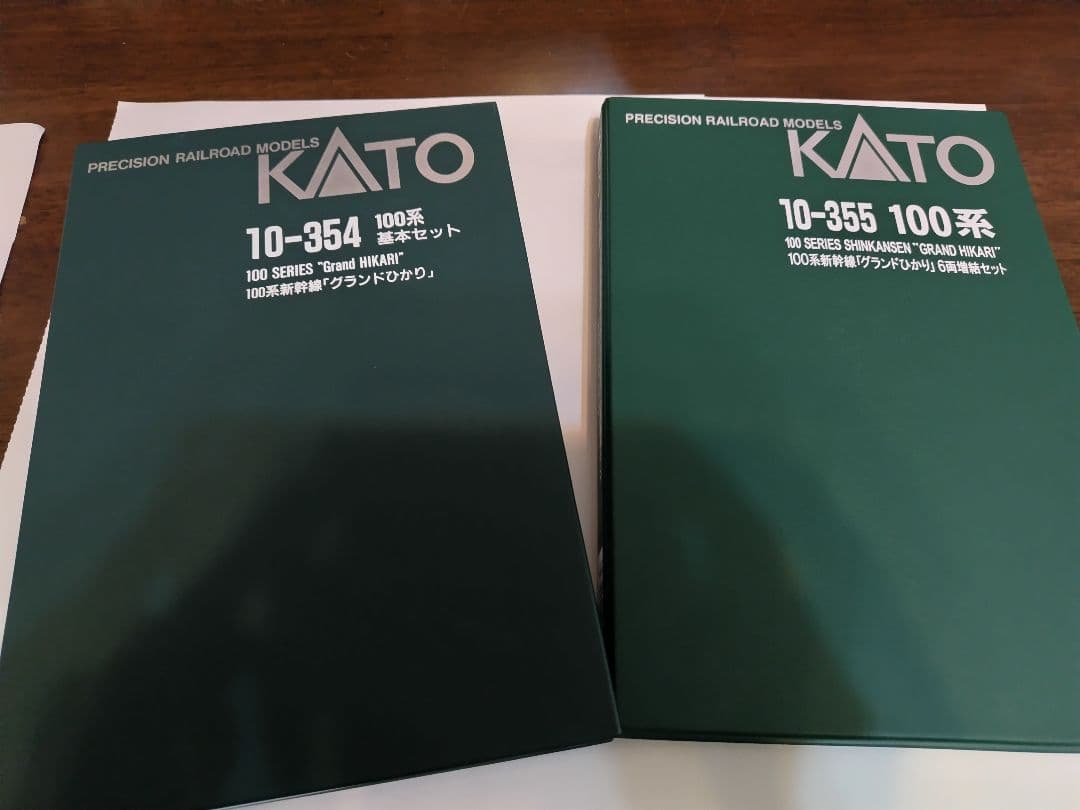 PRECISION RAILROAD MODELS
KATO
10-354 100系
基本セット
100 SERIES "Grand HIKARI"
100系新幹線「グランドひかり」
PRECISION RAILROAD MODELS
KATO
10-355 100系
100 SERIES SHINKANSEN "GRAND HIKARI"
100系新幹線「グランドひかり」6両増結セット